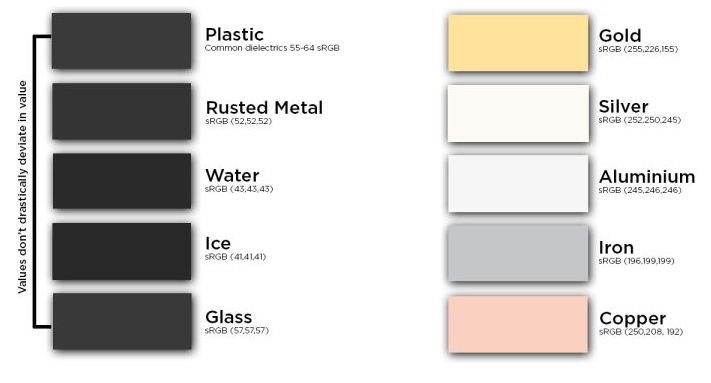 Values don't drastically deviate in value
Plastic
Common dielectrics 55-64 sRGB
Rusted Metal
sRGB (52,52,52)
Water
sRGB (43,43,43)
Ice
sRGB (41,41,41)
Glass
sRGB (57,57,57)
Gold
sRGB (255,226,155)
Silver
sRGB (252,250,245)
Aluminium
sRGB (245,246,246)
Iron
sRGB (196,199,199)
Copper
sRGB (250,208, 192)